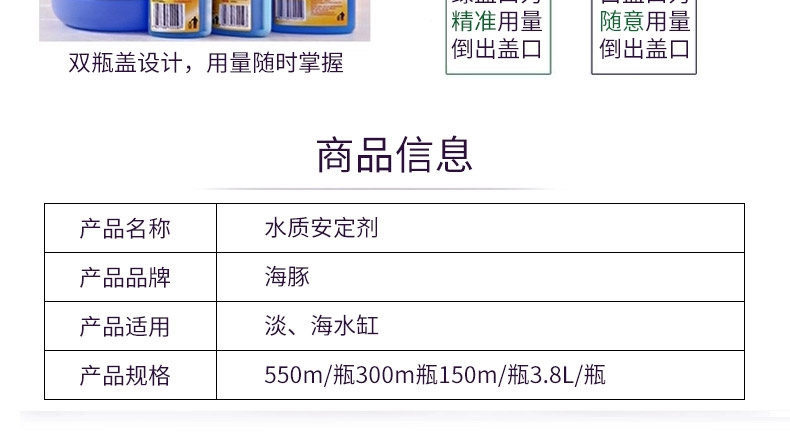 精准用量
倒出盖口
随意用量
倒出盖口
双瓶盖设计，用量随时掌握
商品信息
产品名称 水质安定剂
产品品牌 海豚
产品适用 淡、海水缸
产品规格 550m/瓶300m瓶150m/瓶3.8L/瓶